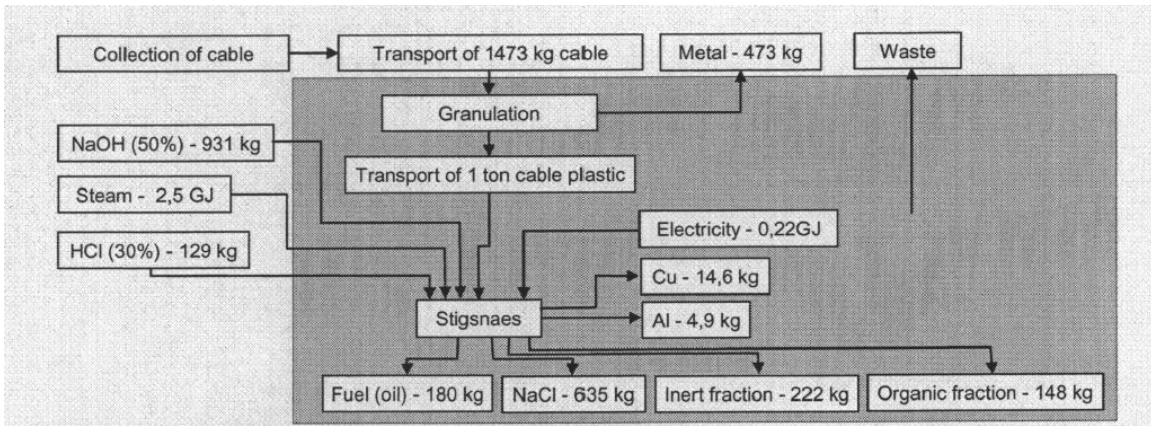 Collection of cable
Transport of 1473 kg cable
Metal - 473 kg
Waste
Granulation
NaOH (50%) - 931 kg
Transport of 1 ton cable plastic
Steam - 2,5 GJ
Electricity - 0,22GJ
HCl (30%) - 129 kg
Cu - 14,6 kg
Stigsnaes
Al - 4,9 kg
Fuel (oil) - 180 kg
NaCl - 635 kg
Inert fraction - 222 kg
Organic fraction - 148 kg